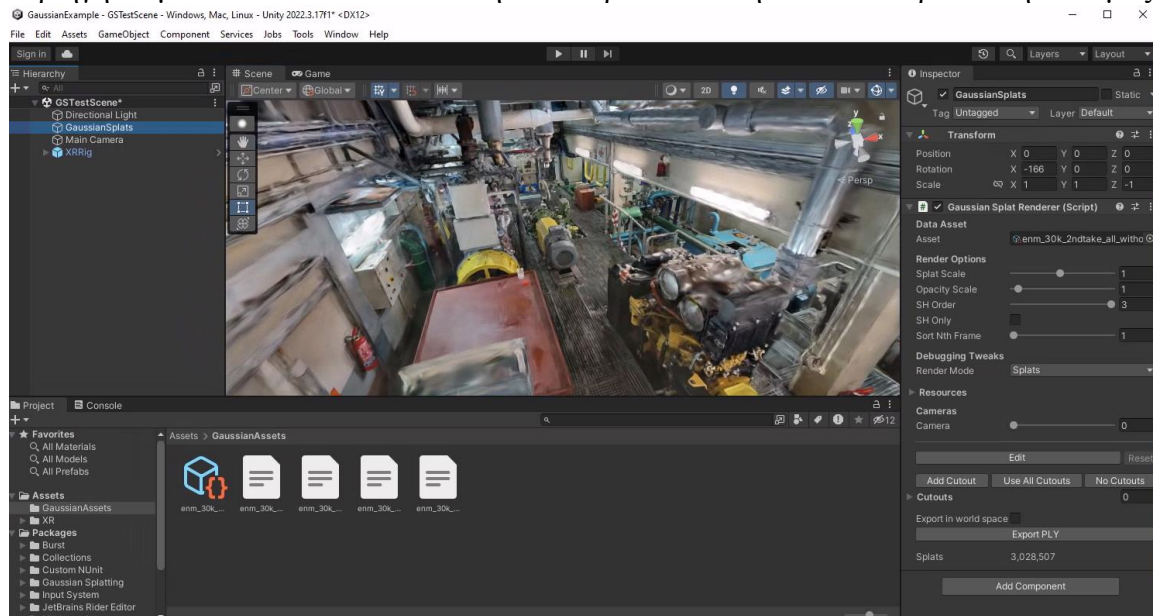 GaussianExample - GSTestScene - Windows, Mac, Linux - Unity 2022.3.17f1* <DX12>
File Edit Assets GameObject Component Services Jobs Tools Window Help
Sign in
Layers
Layout
Hierarchy
All
GSTestScene*
Directional Light
GaussianSplats
Main Camera
XRRig
Scene
Game
Center
Global
2D
y
x
z
Persp
Inspector
GaussianSplats
Static
Tag Untagged
Layer Default
Transform
Position X 0 Y 0 Z 0
Rotation X -166 Y 0 Z 0
Scale X 1 Y 1 Z -1
Gaussian Splat Renderer (Script)
Data Asset
Asset enm_30k_2ndtake_all_witho
Render Options
Splat Scale 1
Opacity Scale 1
SH Order 3
SH Only
Sort Nth Frame 1
Debugging Tweaks
Render Mode Splats
Resources
Cameras
Camera 0
Edit
Reset
Add Cutout
Use All Cutouts
No Cutouts
Cutouts 0
Export in world space
Export PLY
Splats 3,028,507
Add Component
Project
Console
12
Favorites
All Materials
All Models
All Prefabs
Assets
GaussianAssets
XR
Packages
Burst
Collections
Custom NUnit
Gaussian Splatting
Input System
JetBrains Rider Editor
Assets > GaussianAssets
enm_30k_...
enm_30k_...
enm_30k_...
enm_30k_...
enm_30k_...